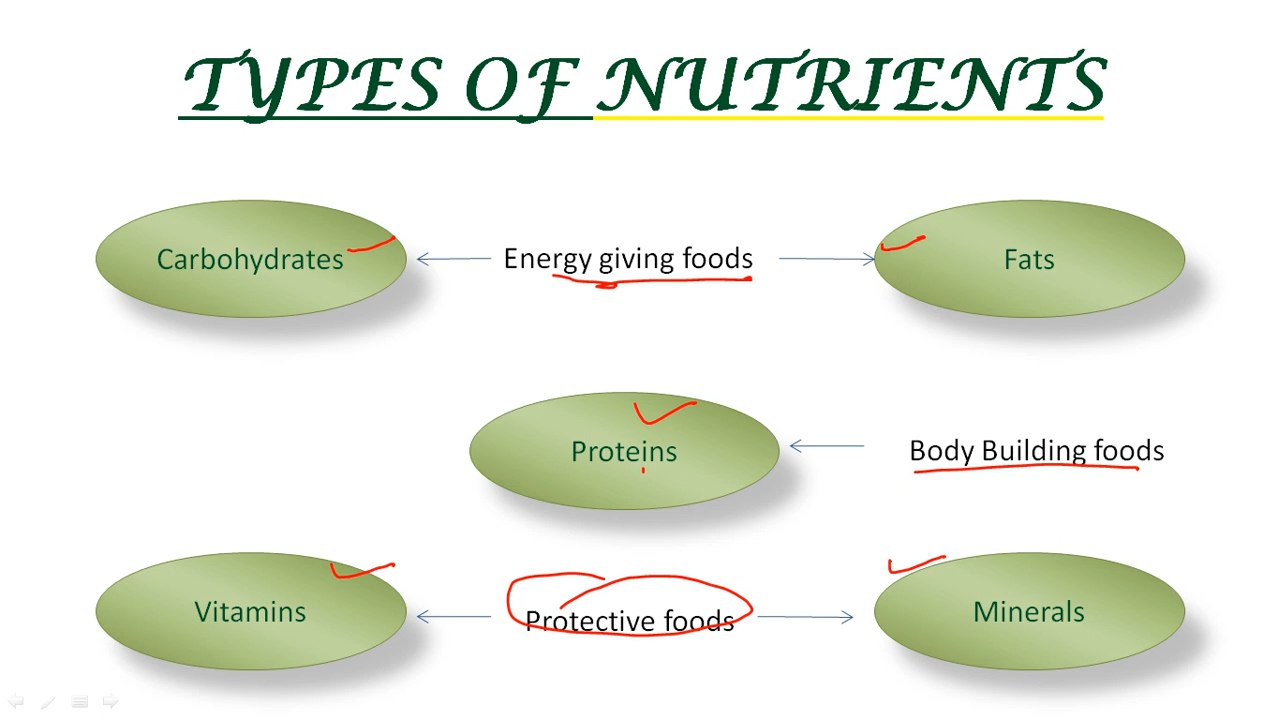 TYPES OF NUTRIENTS
Carbohydrates
Energy giving foods
Fats
Proteins
Body Building foods
Vitamins
Protective foods
Minerals